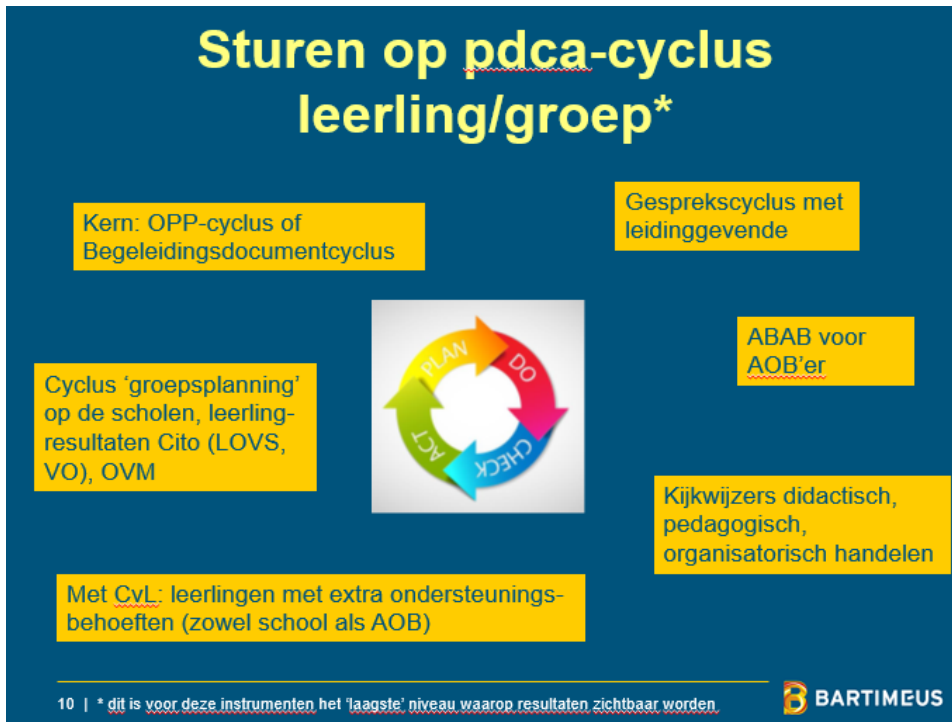 Sturen op pdca-cyclus
leerling/groep*
Kern: OPP-cyclus of
Begeleidingsdocumentcyclus
Gesprekscyclus met
leidinggevende
ABAB voor
AOB'er
Cyclus 'groepsplanning'
op de scholen, leerling-
resultaten Cito (LOVS,
VO), OVM
PLAN
DO
CHECK
ACT
Kijkwijzers didactisch,
pedagogisch,
organisatorisch handelen
Met CvL: leerlingen met extra ondersteunings-
behoeften (zowel school als AOB)
10 | * dit is voor deze instrumenten het 'laagste' niveau waarop resultaten zichtbaar worden
BARTIMEUS